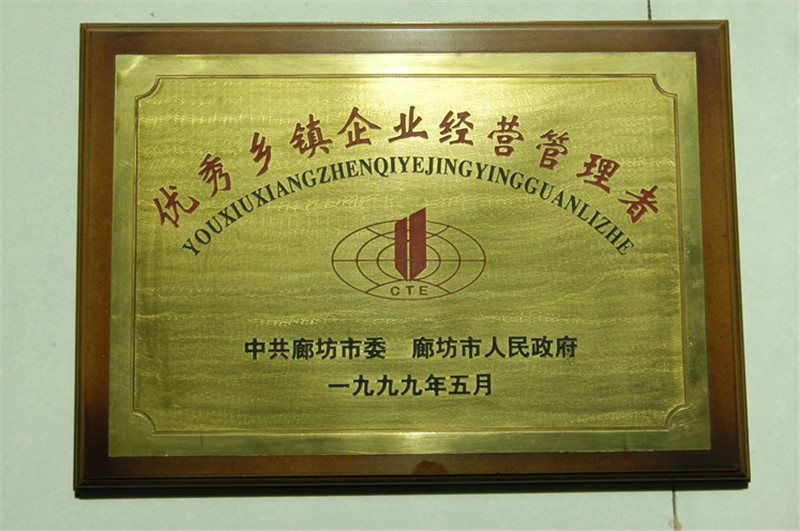 优秀乡镇企业经营管理者
YOUXIUXIANGZHENQIYEJINGYINGGUANLIZHE
CTE
中共廊坊市委 廊坊市人民政府
一九九九年五月